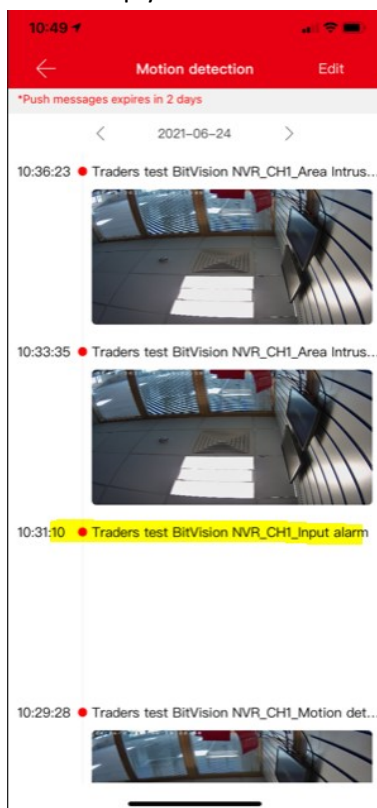 10:49
Motion detection
Edit
*Push messages expires in 2 days
2021-06-24
10:36:23 Traders test BitVision NVR_CH1_Area Intrus...
10:33:35 Traders test BitVision NVR_CH1_Area Intrus...
10:31:10 Traders test BitVision NVR_CH1_Input alarm
10:29:28 Traders test BitVision NVR_CH1_Motion det...